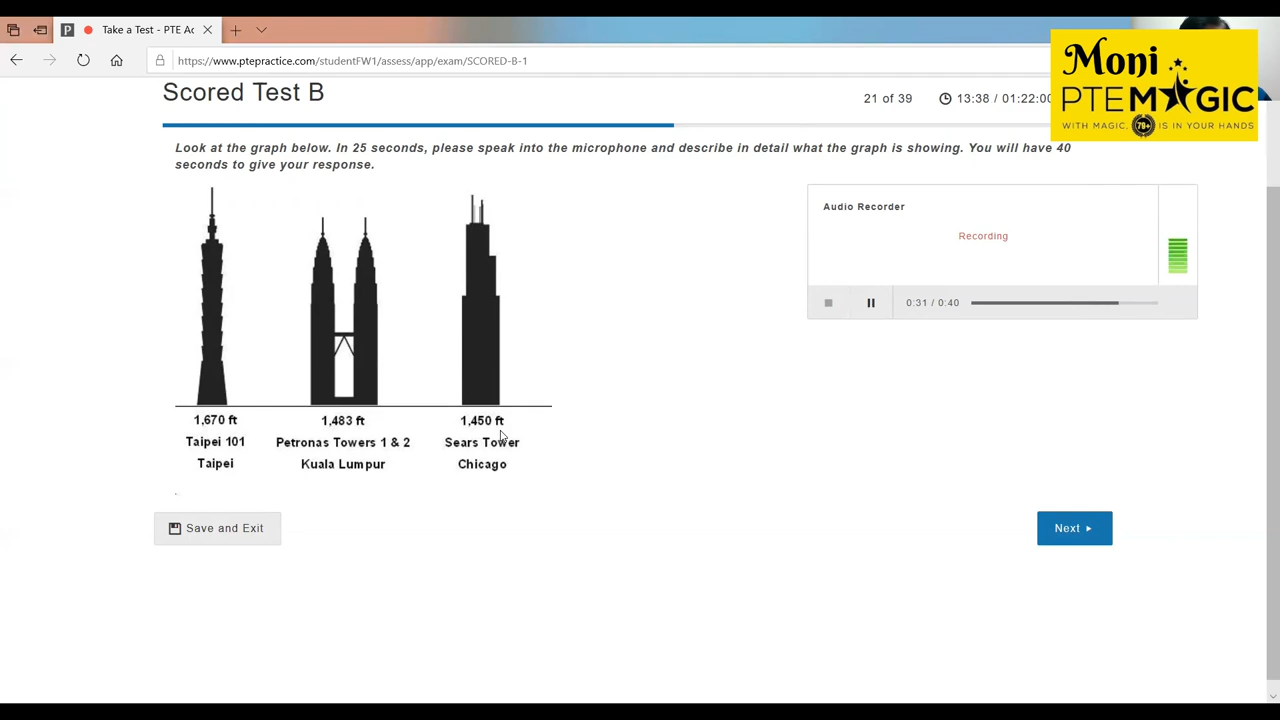 Take a Test - PTE Ac
https://www.ptepractice.com/studentFW1/assess/app/exam/SCORED-B-1
Moni
PTE MAGIC
WITH MAGIC. 79+ IS IN YOUR HANDS
Scored Test B
21 of 39
13:38 / 01:22:00
Look at the graph below. In 25 seconds, please speak into the microphone and describe in detail what the graph is showing. You will have 40
seconds to give your response.
Audio Recorder
Recording
0:31 / 0:40
1,670 ft
Taipei 101
Taipei
1,483 ft
Petronas Towers 1 & 2
Kuala Lumpur
1,450 ft
Sears Tower
Chicago
Save and Exit
Next